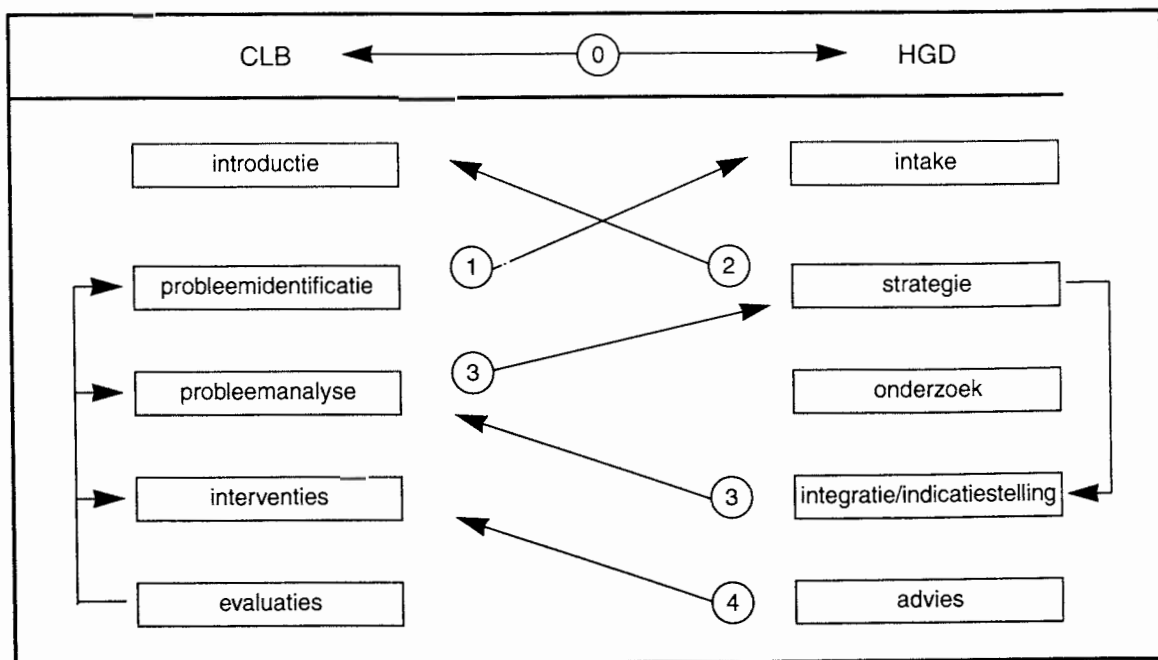 CLB 0 HGD
introductie intake
1 2
probleemidentificatie strategie
3
probleemanalyse onderzoek
interventies 3 integratie/indicatiestelling
evaluaties 4 advies